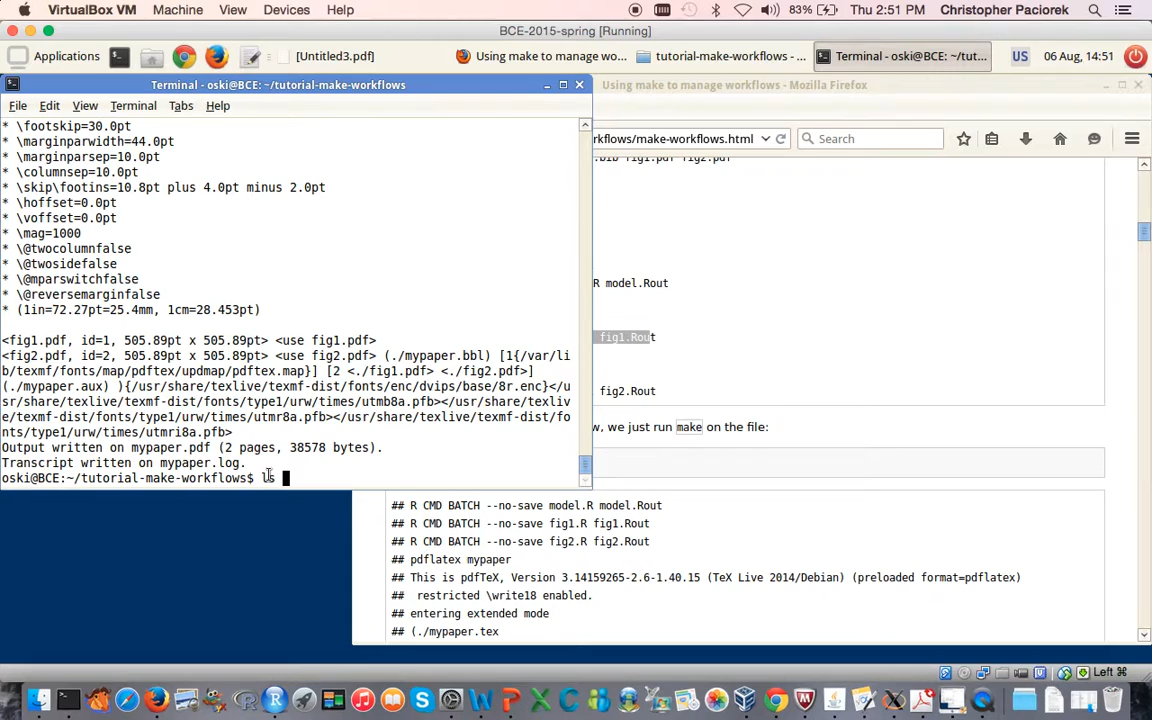 VirtualBox VM Machine View Devices Help 83% Thu 2:51 PM Christopher Paciorek
BCE-2015-spring [Running]
Applications [Untitled3.pdf] Using make to manage wo... tutorial-make-workflows - ... Terminal - oski@BCE: ~/tut... US 06 Aug, 14:51
Terminal - oski@BCE: ~/tutorial-make-workflows
Using make to manage workflows - Mozilla Firefox
File Edit View Terminal Tabs Help
rkflows/make-workflows.html Search
* \footskip=30.0pt
* \marginparwidth=44.0pt
* \marginparsep=10.0pt
* \columnsep=10.0pt
* \skip\footins=10.8pt plus 4.0pt minus 2.0pt
* \hoffset=0.0pt
* \voffset=0.0pt
* \mag=1000
* \@twocolumnfalse
* \@twosidefalse
* \@mparswitchfalse
* \@reversemarginfalse
* (1in=72.27pt=25.4mm, 1cm=28.453pt)
<fig1.pdf, id=1, 505.89pt x 505.89pt> <use fig1.pdf>
<fig2.pdf, id=2, 505.89pt x 505.89pt> <use fig2.pdf> (./mypaper.bbl) [1{/var/li
b/texmf/fonts/map/pdftex/updmap/pdftex.map}] [2 <./fig1.pdf> <./fig2.pdf>]
(./mypaper.aux) ){/usr/share/texlive/texmf-dist/fonts/enc/dvips/base/8r.enc}</u
sr/share/texlive/texmf-dist/fonts/type1/urw/times/utmb8a.pfb></usr/share/texliv
e/texmf-dist/fonts/type1/urw/times/utmr8a.pfb></usr/share/texlive/texmf-dist/fo
nts/type1/urw/times/utmri8a.pfb>
Output written on mypaper.pdf (2 pages, 38578 bytes).
Transcript written on mypaper.log.
oski@BCE:~/tutorial-make-workflows$ ls
.bib fig1.pdf fig2.pdf
R model.Rout
fig1.Rout
fig2.Rout
w, we just run make on the file:
## R CMD BATCH --no-save model.R model.Rout
## R CMD BATCH --no-save fig1.R fig1.Rout
## R CMD BATCH --no-save fig2.R fig2.Rout
## pdflatex mypaper
## This is pdfTeX, Version 3.14159265-2.6-1.40.15 (TeX Live 2014/Debian) (preloaded format=pdflatex)
## restricted \write18 enabled.
## entering extended mode
## (./mypaper.tex
Left ⌘